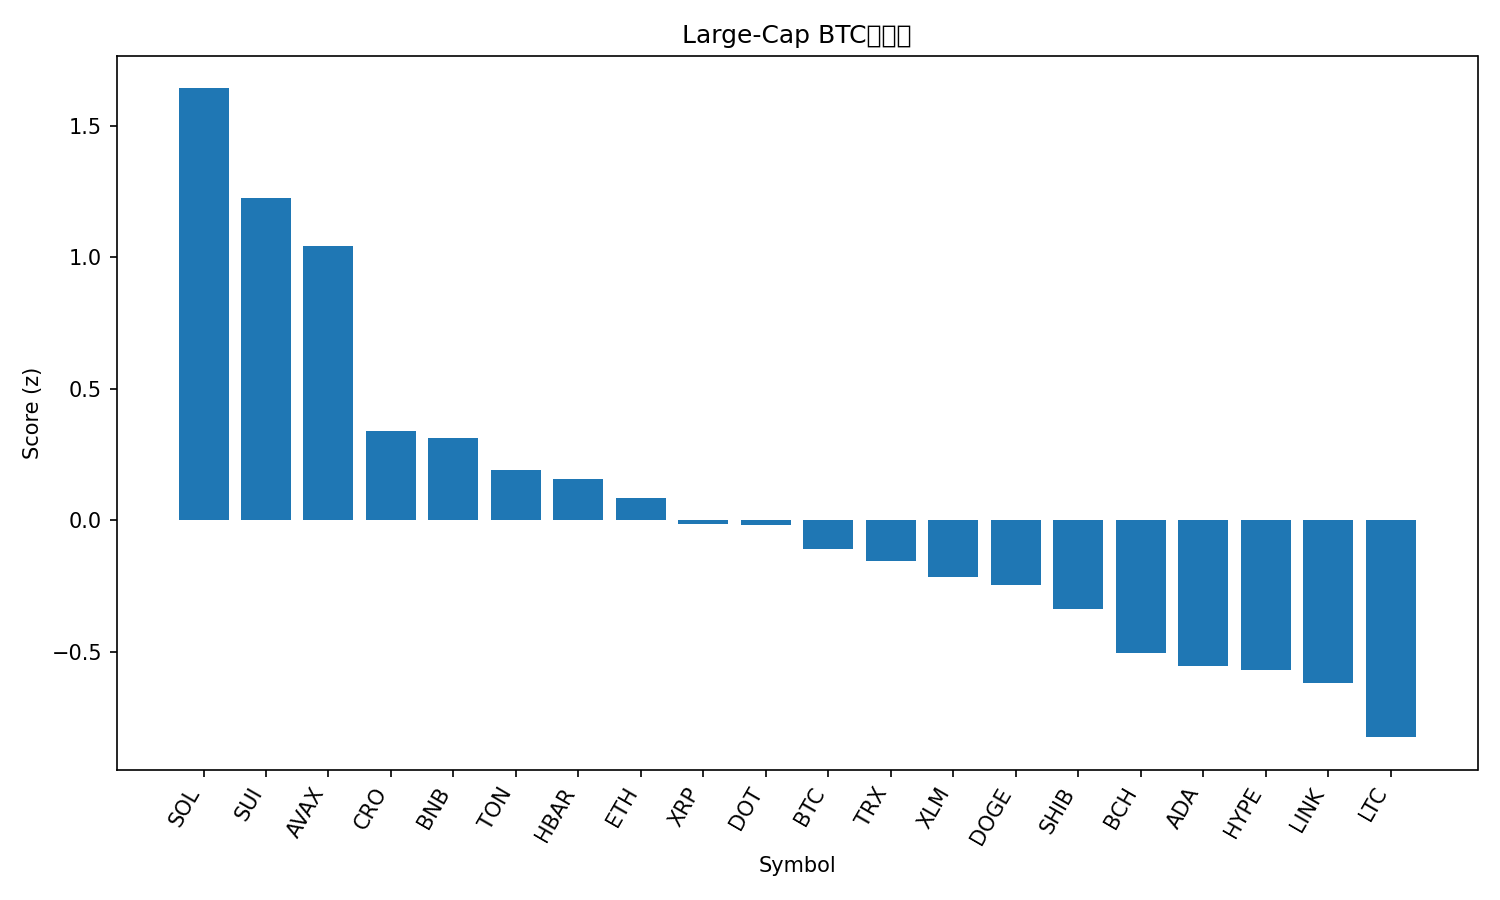 Large-Cap BTC
1.5
1.0
0.5
0.0
−0.5
Score (z)
SOL
SUI
AVAX
CRO
BNB
TON
HBAR
ETH
XRP
DOT
BTC
TRX
XLM
DOGE
SHIB
BCH
ADA
HYPE
LINK
LTC
Symbol